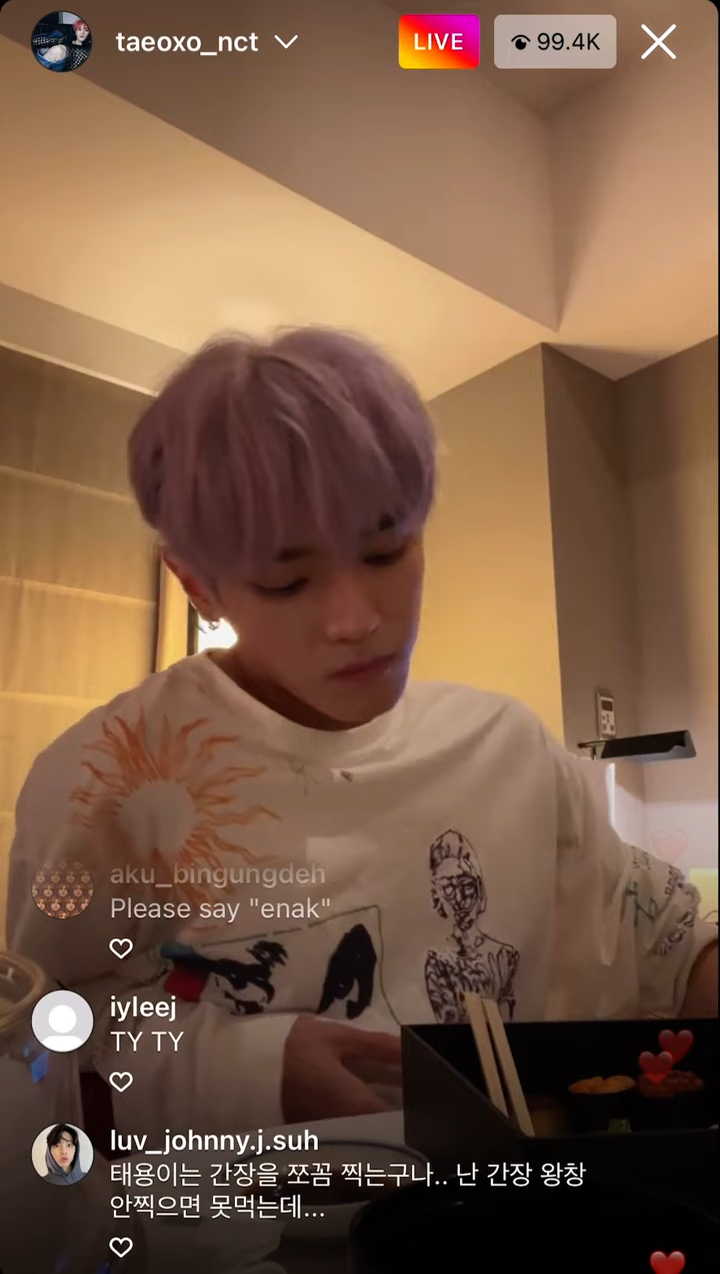 taeoxo_nct
LIVE
99.4K
aku_bingungdeh
Please say "enak"
iyleej
TY TY
luv_johnny.j.suh
태용이는 간장을 쪼꼼 찍는구나.. 난 간장 왕창
안찍으면 못먹는데...